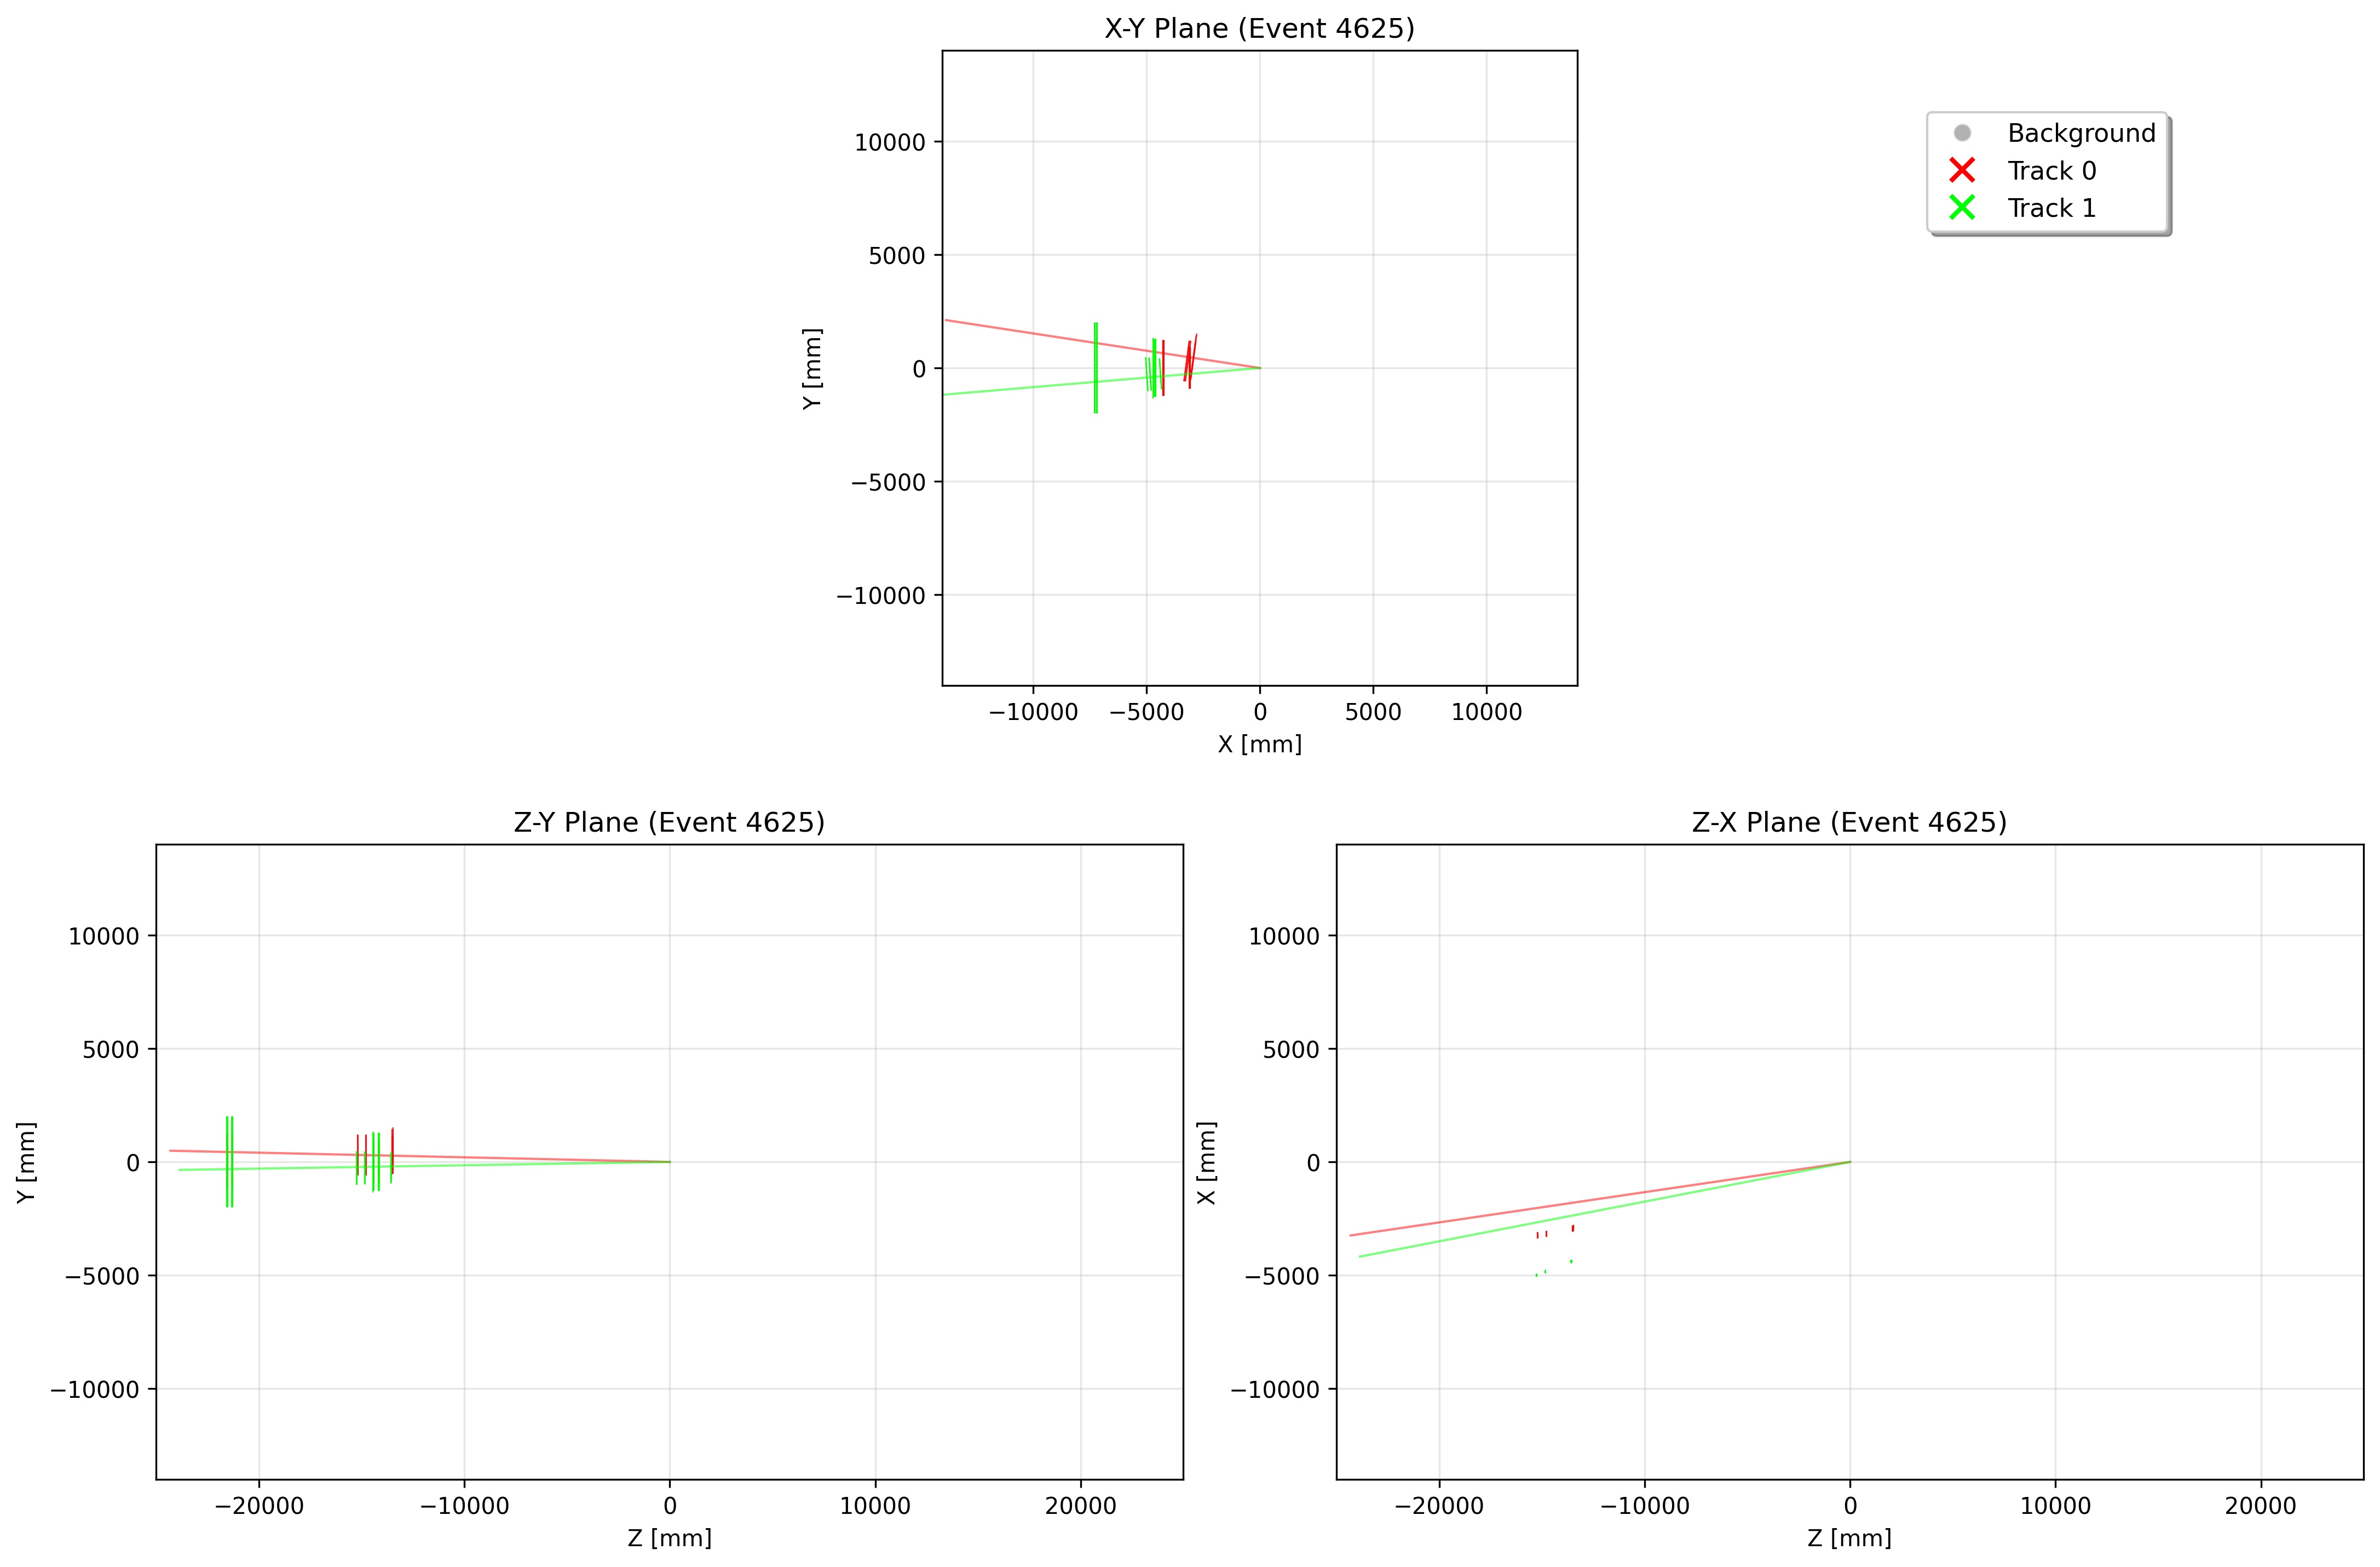 X-Y Plane (Event 4625)
Y [mm]
10000
5000
0
−5000
−10000
−10000 −5000 0 5000 10000
X [mm]
Background
Track 0
Track 1
Z-Y Plane (Event 4625)
Y [mm]
10000
5000
0
−5000
−10000
−20000 −10000 0 10000 20000
Z [mm]
Z-X Plane (Event 4625)
X [mm]
10000
5000
0
−5000
−10000
−20000 −10000 0 10000 20000
Z [mm]